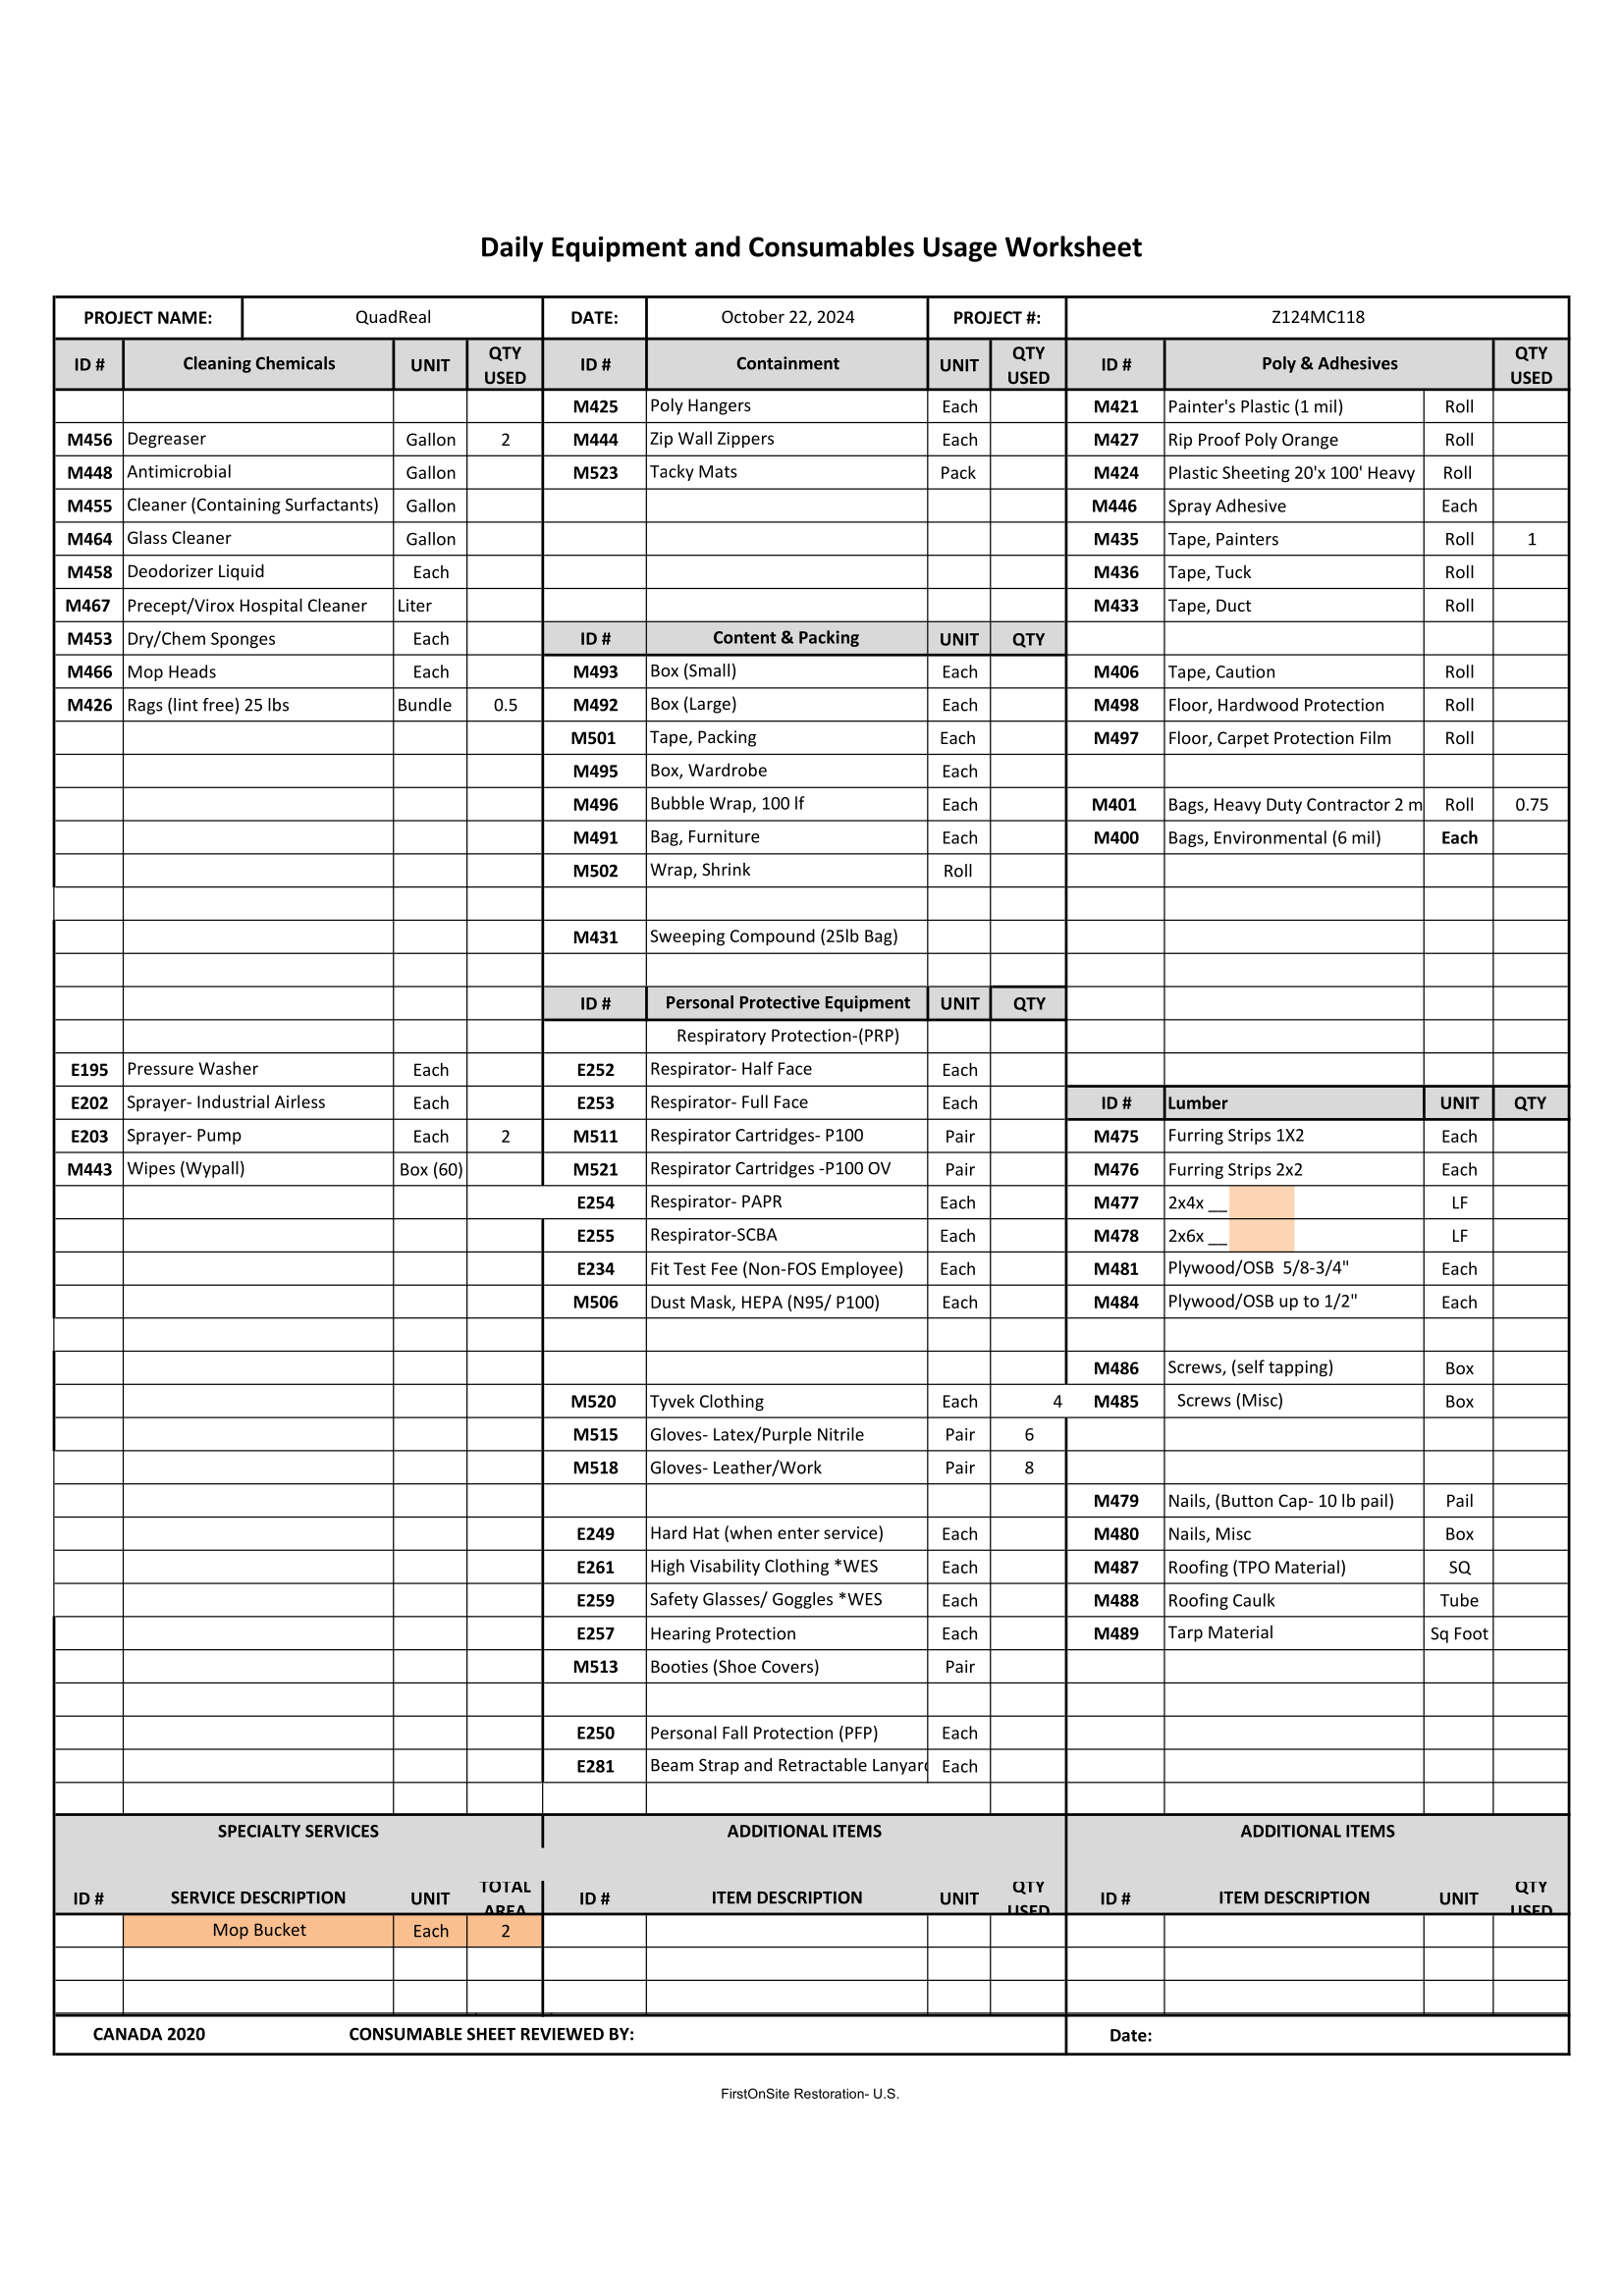 Daily Equipment and Consumables Usage Worksheet
PROJECT NAME: QuadReal DATE: October 22, 2024 PROJECT #: Z124MC118
ID # Cleaning Chemicals UNIT QTY USED ID # Containment UNIT QTY USED ID # Poly & Adhesives QTY USED
M425 Poly Hangers Each M421 Painter's Plastic (1 mil) Roll
M456 Degreaser Gallon 2 M444 Zip Wall Zippers Each M427 Rip Proof Poly Orange Roll
M448 Antimicrobial Gallon M523 Tacky Mats Pack M424 Plastic Sheeting 20'x 100' Heavy Roll
M455 Cleaner (Containing Surfactants) Gallon M446 Spray Adhesive Each
M464 Glass Cleaner Gallon M435 Tape, Painters Roll 1
M458 Deodorizer Liquid Each M436 Tape, Tuck Roll
M467 Precept/Virox Hospital Cleaner Liter M433 Tape, Duct Roll
M453 Dry/Chem Sponges Each ID # Content & Packing UNIT QTY
M466 Mop Heads Each M493 Box (Small) Each M406 Tape, Caution Roll
M426 Rags (lint free) 25 lbs Bundle 0.5 M492 Box (Large) Each M498 Floor, Hardwood Protection Roll
M501 Tape, Packing Each M497 Floor, Carpet Protection Film Roll
M495 Box, Wardrobe Each
M496 Bubble Wrap, 100 lf Each M401 Bags, Heavy Duty Contractor 2 m Roll 0.75
M491 Bag, Furniture Each M400 Bags, Environmental (6 mil) Each
M502 Wrap, Shrink Roll
M431 Sweeping Compound (25lb Bag)
ID # Personal Protective Equipment UNIT QTY
Respiratory Protection-(PRP)
E195 Pressure Washer Each E252 Respirator- Half Face Each
E202 Sprayer- Industrial Airless Each E253 Respirator- Full Face Each ID # Lumber UNIT QTY
E203 Sprayer- Pump Each 2 M511 Respirator Cartridges- P100 Pair M475 Furring Strips 1X2 Each
M443 Wipes (Wypall) Box (60) M521 Respirator Cartridges -P100 OV Pair M476 Furring Strips 2x2 Each
E254 Respirator- PAPR Each M477 2x4x __ LF
E255 Respirator-SCBA Each M478 2x6x __ LF
E234 Fit Test Fee (Non-FOS Employee) Each M481 Plywood/OSB 5/8-3/4" Each
M506 Dust Mask, HEPA (N95/ P100) Each M484 Plywood/OSB up to 1/2" Each
M486 Screws, (self tapping) Box
M520 Tyvek Clothing Each 4 M485 Screws (Misc) Box
M515 Gloves- Latex/Purple Nitrile Pair 6
M518 Gloves- Leather/Work Pair 8
M479 Nails, (Button Cap- 10 lb pail) Pail
E249 Hard Hat (when enter service) Each M480 Nails, Misc Box
E261 High Visability Clothing *WES Each M487 Roofing (TPO Material) SQ
E259 Safety Glasses/ Goggles *WES Each M488 Roofing Caulk Tube
E257 Hearing Protection Each M489 Tarp Material Sq Foot
M513 Booties (Shoe Covers) Pair
E250 Personal Fall Protection (PFP) Each
E281 Beam Strap and Retractable Lanyard Each
SPECIALTY SERVICES ADDITIONAL ITEMS ADDITIONAL ITEMS
ID # SERVICE DESCRIPTION UNIT TOTAL AREA ID # ITEM DESCRIPTION UNIT QTY USED ID # ITEM DESCRIPTION UNIT QTY USED
Mop Bucket Each 2
CANADA 2020 CONSUMABLE SHEET REVIEWED BY: Date:
FirstOnSite Restoration- U.S.